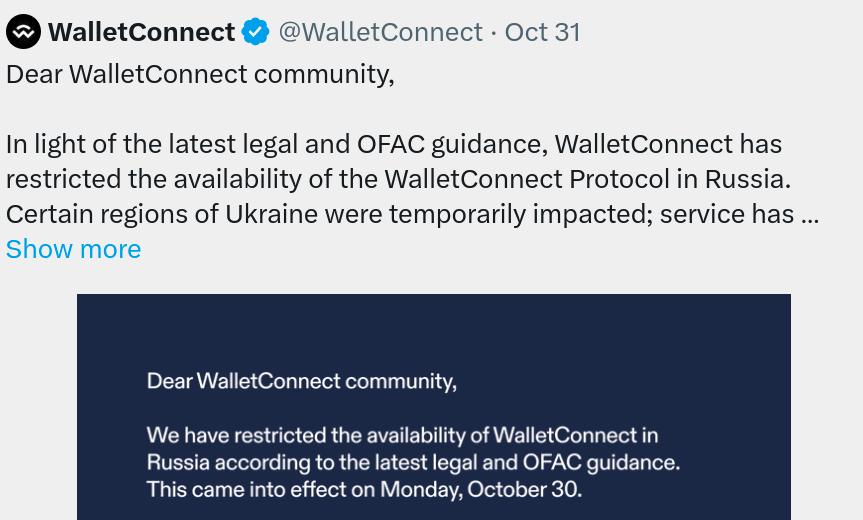 WalletConnect @WalletConnect · Oct 31
Dear WalletConnect community,
In light of the latest legal and OFAC guidance, WalletConnect has
restricted the availability of the WalletConnect Protocol in Russia.
Certain regions of Ukraine were temporarily impacted; service has ...
Show more
Dear WalletConnect community,
We have restricted the availability of WalletConnect in
Russia according to the latest legal and OFAC guidance.
This came into effect on Monday, October 30.